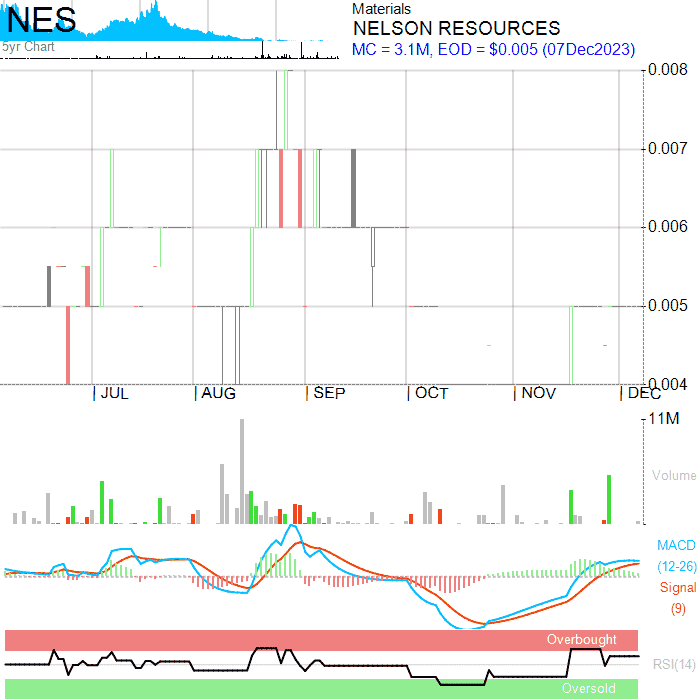 NES
5yr Chart
Materials
NELSON RESOURCES
MC = 3.1M, EOD = $0.005 (07Dec2023)
0.008
0.007
0.006
0.005
0.004
JUL
AUG
SEP
OCT
NOV
DEC
11M
Volume
MACD
(12-26)
Signal
(9)
Overbought
RSI(14)
Oversold